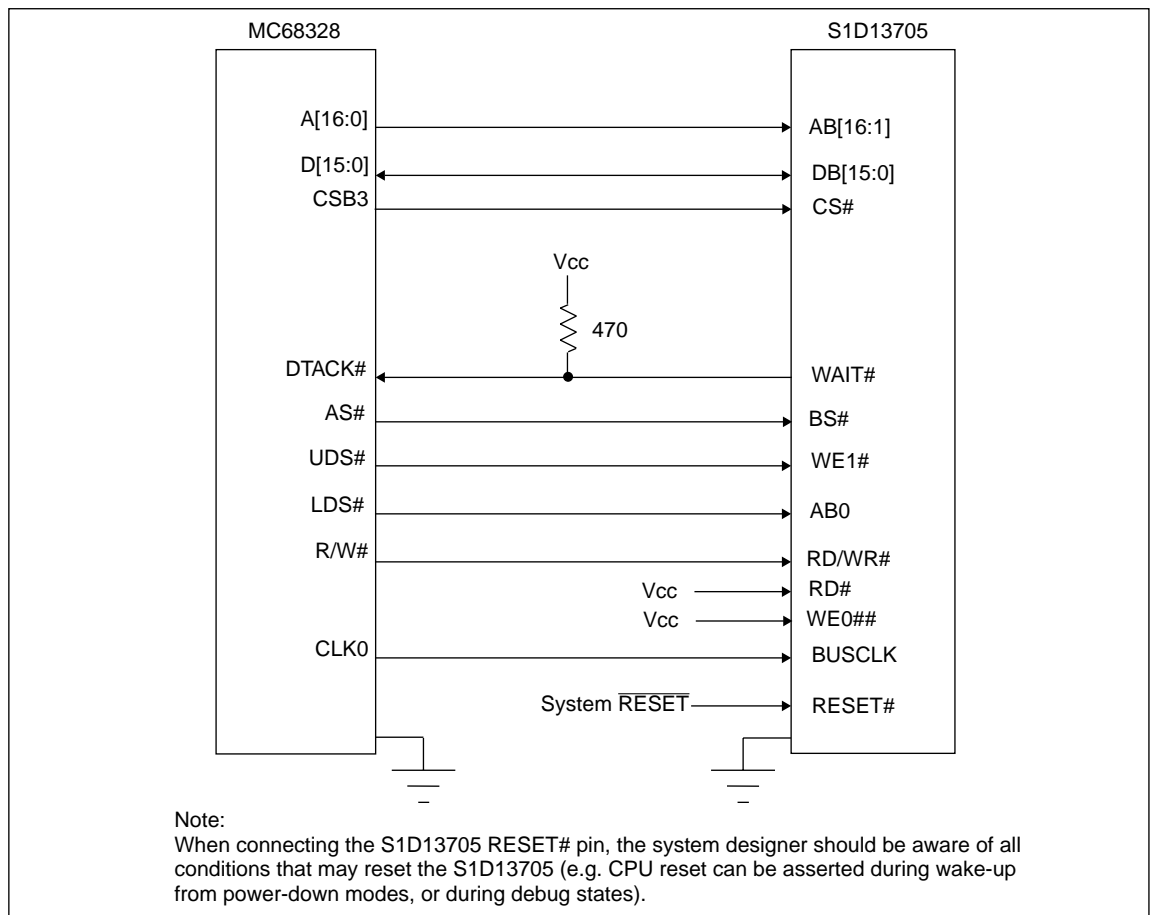 MC68328 S1D13705
A[16:0] AB[16:1]
D[15:0] DB[15:0]
CSB3 CS#
Vcc
470
DTACK# WAIT#
AS# BS#
UDS# WE1#
LDS# AB0
R/W# RD/WR#
Vcc RD#
Vcc WE0##
CLK0 BUSCLK
System RESET RESET#
Note:
When connecting the S1D13705 RESET# pin, the system designer should be aware of all
conditions that may reset the S1D13705 (e.g. CPU reset can be asserted during wake-up
from power-down modes, or during debug states).